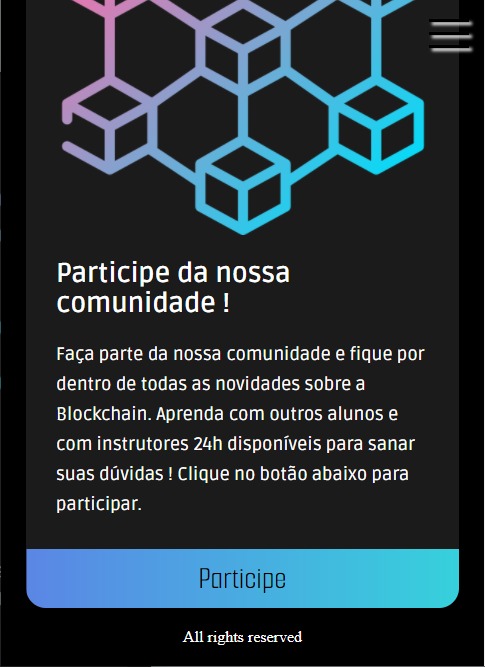 Participe da nossa
comunidade !
Faça parte da nossa comunidade e fique por
dentro de todas as novidades sobre a
Blockchain. Aprenda com outros alunos e
com instrutores 24h disponíveis para sanar
suas dúvidas ! Clique no botão abaixo para
participar.
Participe
All rights reserved